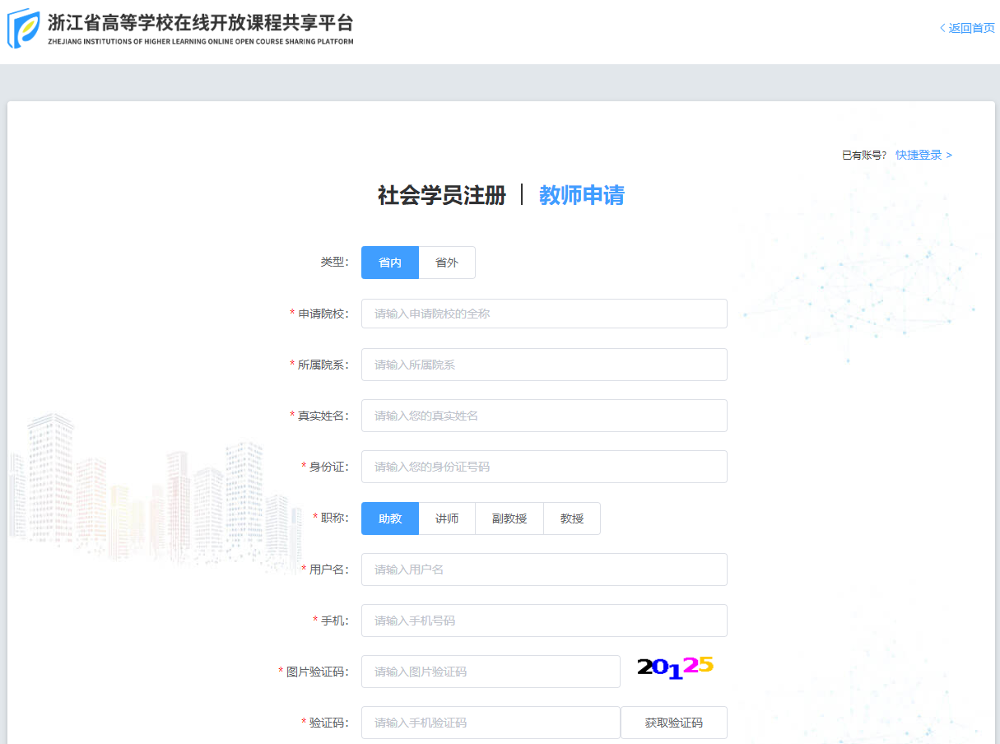 浙江省高等学校在线开放课程共享平台
ZHEJIANG INSTITUTIONS OF HIGHER LEARNING ONLINE OPEN COURSE SHARING PLATFORM
< 返回首页
已有账号? 快捷登录 >
社会学员注册 | 教师申请
类型: 省内 省外
* 申请院校: 请输入申请院校的全称
* 所属院系: 请输入所属院系
* 真实姓名: 请输入您的真实姓名
* 身份证: 请输入您的身份证号码
* 职称: 助教 讲师 副教授 教授
* 用户名: 请输入用户名
* 手机: 请输入手机号码
* 图片验证码: 请输入图片验证码 20125
* 验证码: 请输入手机验证码 获取验证码